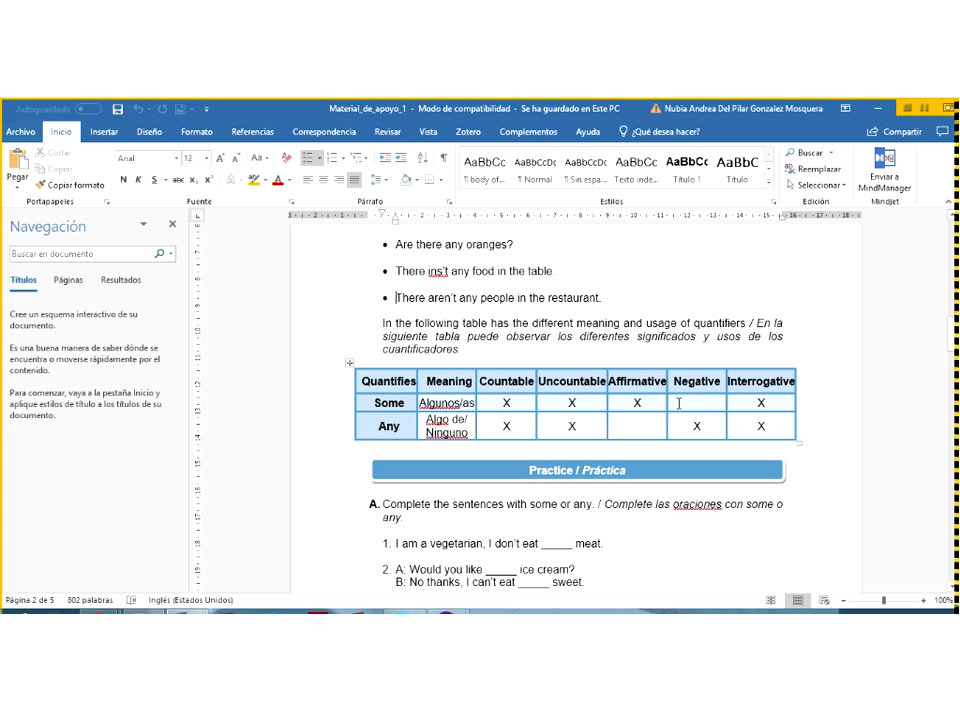 Autoguardado
Material_de_apoyo_1 - Modo de compatibilidad - Se ha guardado en Este PC
Nubia Andrea Del Pilar Gonzalez Mosquera
Archivo Inicio Insertar Diseño Formato Referencias Correspondencia Revisar Vista Zotero Complementos Ayuda ¿Qué desea hacer? Compartir
Pegar
Cortar
Copiar
Copiar formato
Portapapeles
Arial 12
N K S abc x₂ x²
Fuente
Párrafo
AaBbCc AaBbCcDc AaBbCcDc AaBbCc AaBbCc AaBbC
¶ body of... ¶ Normal ¶ Sin espa... Texto inde... Título 1 Título
Estilos
Buscar
Reemplazar
Seleccionar
Edición
Enviar a
MindManager
Mindjet
Navegación
Buscar en documento
Títulos Páginas Resultados
Cree un esquema interactivo de su
documento.
Es una buena manera de saber dónde se
encuentra o moverse rápidamente por el
contenido.
Para comenzar, vaya a la pestaña Inicio y
aplique estilos de título a los títulos de su
documento.
• Are there any oranges?
• There ins't any food in the table.
• There aren't any people in the restaurant.
In the following table has the different meaning and usage of quantifiers / En la
siguiente tabla puede observar los diferentes significados y usos de los
cuantificadores.
Quantifies Meaning Countable Uncountable Affirmative Negative Interrogative
Some Algunos/as X X X X
Any Algo de/ Ninguno X X X X
Practice / Práctica
A. Complete the sentences with some or any. / Complete las oraciones con some o
any.
1. I am a vegetarian, I don't eat _____ meat.
2. A: Would you like _____ ice cream?
B: No thanks, I can't eat _____ sweet.
Página 2 de 5 802 palabras Inglés (Estados Unidos) 100%